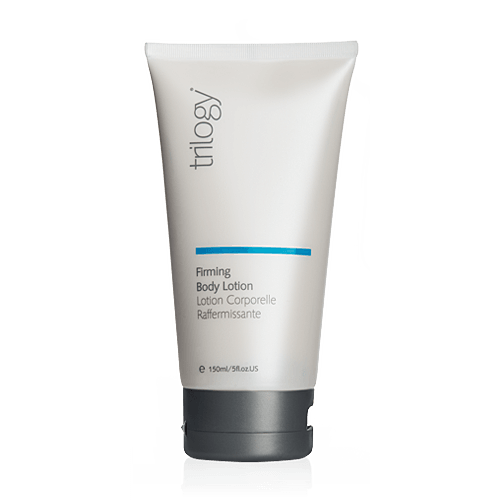 trilogy
Firming
Body Lotion
Lotion Corporelle
Raffermissante
℮ 150ml/5fl.oz.US